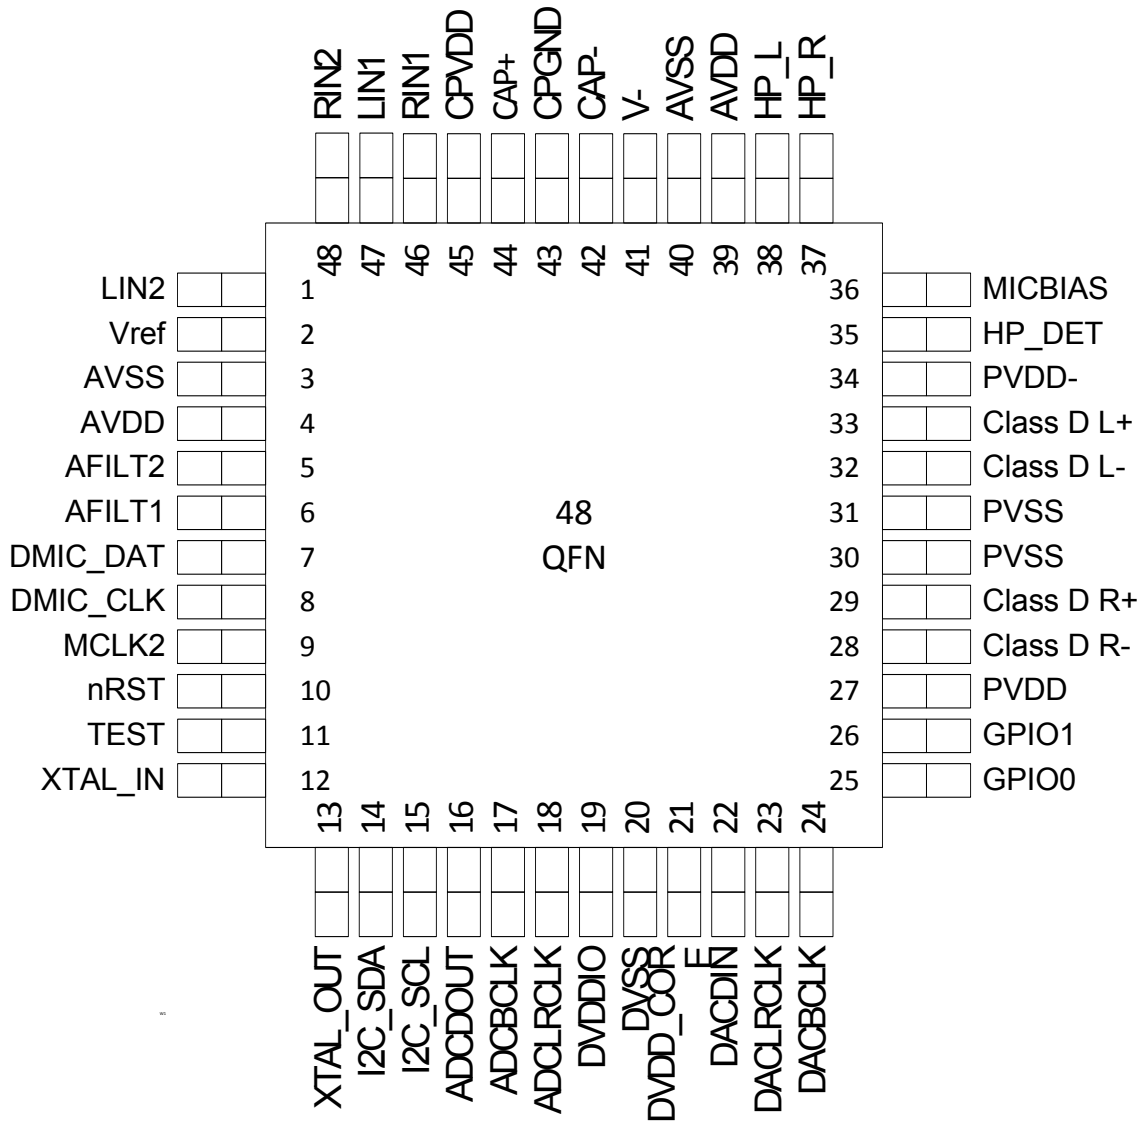 RIN2
LIN1
RIN1
CPVDD
CAP+
CPGND
CAP-
V-
AVSS
AVDD
HP_L
HP_R
48
47
46
45
44
43
42
41
40
39
38
37
LIN2 1
Vref 2
AVSS 3
AVDD 4
AFILT2 5
AFILT1 6
DMIC_DAT 7
DMIC_CLK 8
MCLK2 9
nRST 10
TEST 11
XTAL_IN 12
48
QFN
36 MICBIAS
35 HP_DET
34 PVDD-
33 Class D L+
32 Class D L-
31 PVSS
30 PVSS
29 Class D R+
28 Class D R-
27 PVDD
26 GPIO1
25 GPIO0
13
14
15
16
17
18
19
20
21
22
23
24
XTAL_OUT
I2C_SDA
I2C_SCL
ADCDOUT
ADCBCLK
ADCLRCLK
DVDDIO
DVSS
DVDD_COR
E
DACDIN
DACLRCLK
DACBCLK